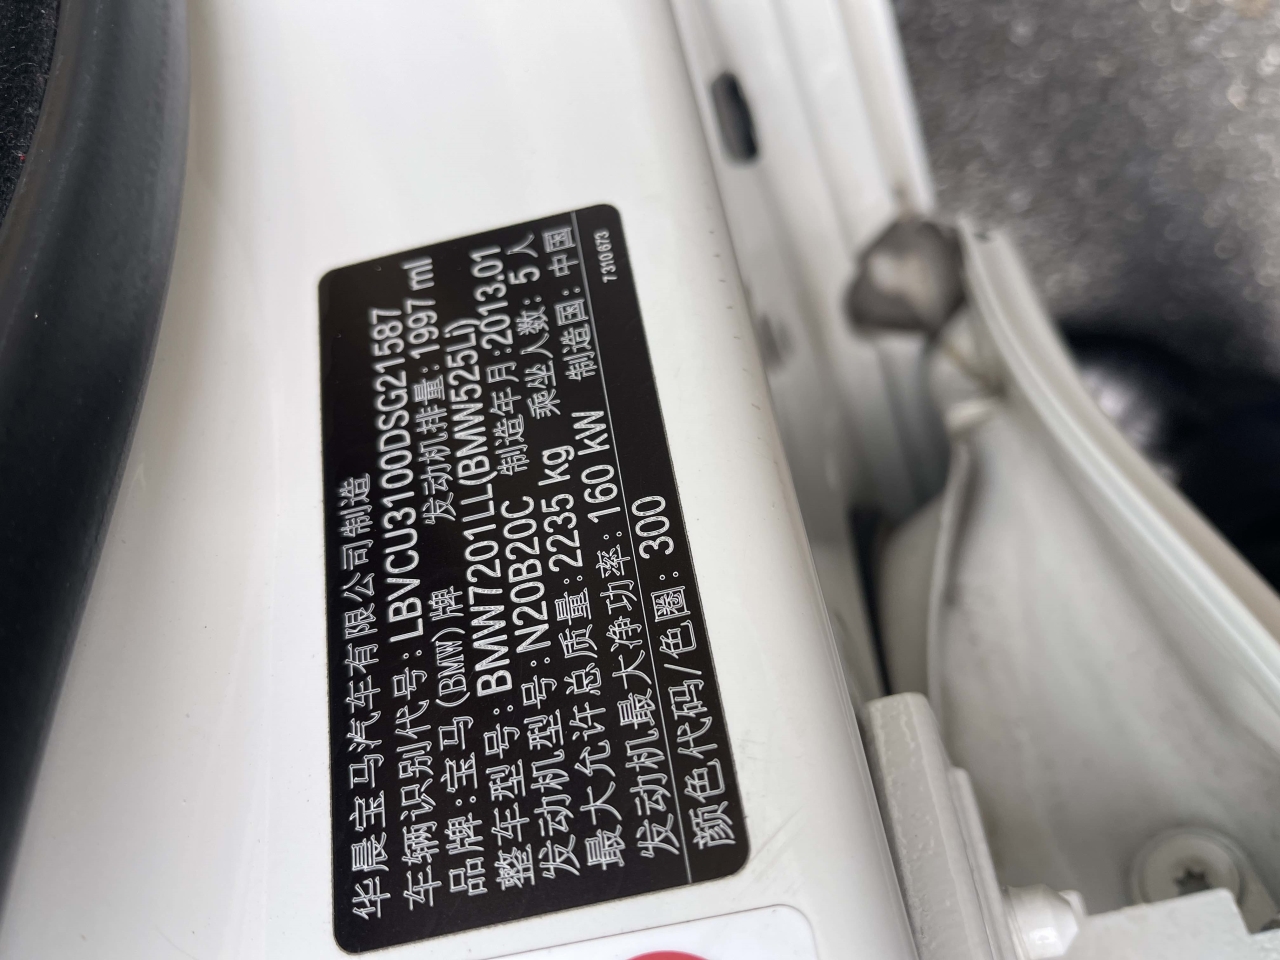 华晨宝马汽车有限公司制造
车辆识别代号:LBVCU3100DSG21587
品牌:宝马(BMW)牌 发动机排量:1997 ml
整车型号:BMW7201LL(BMW525Li)
发动机型号:N20B20C 制造年月:2013.01
最大允许总质量:2235 kg 乘坐人数:5人
发动机最大净功率:160 kW 制造国:中国
颜色代码/色圈:300
7 310 673